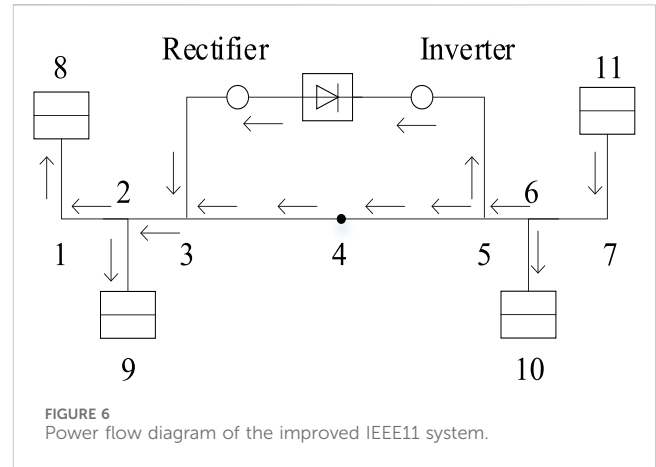 Rectifier Inverter
8 11
2 6
1 3 4 5 7
9 10
FIGURE 6
Power flow diagram of the improved IEEE11 system.